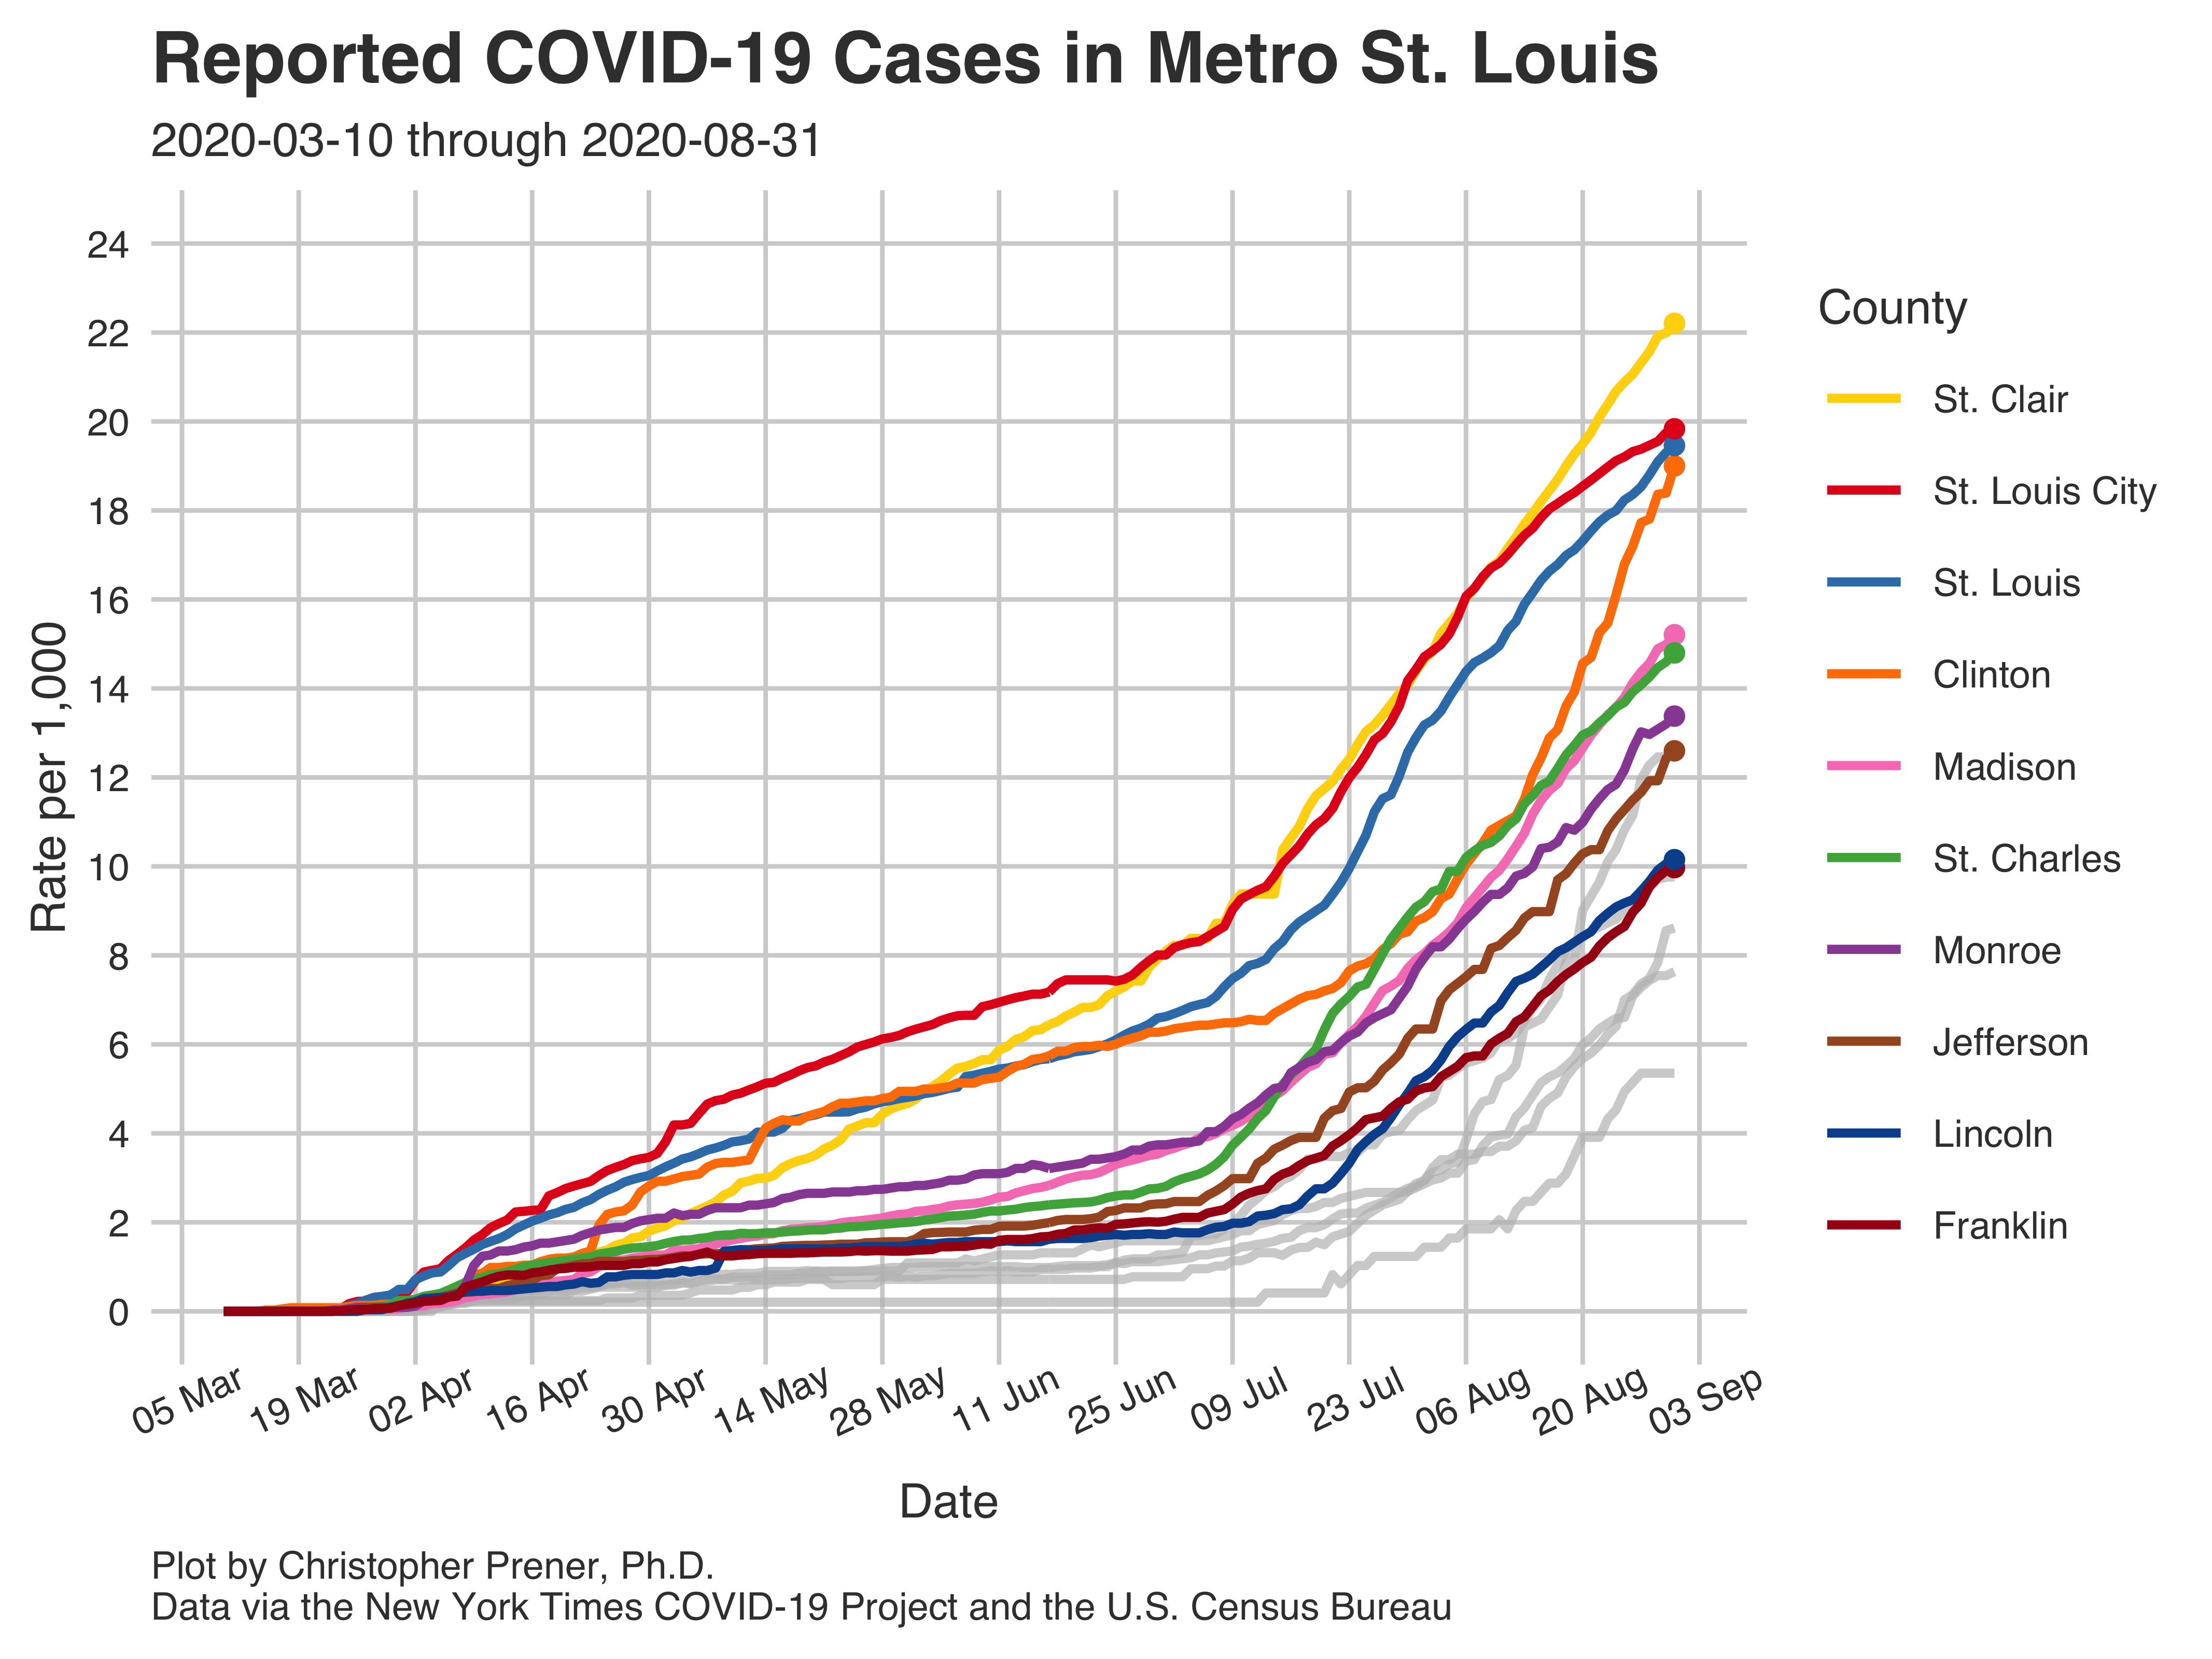 Reported COVID-19 Cases in Metro St. Louis
2020-03-10 through 2020-08-31
24
22
20
18
16
14
12
10
8
6
4
2
0
Rate per 1,000
05 Mar
19 Mar
02 Apr
16 Apr
30 Apr
14 May
28 May
11 Jun
25 Jun
09 Jul
23 Jul
06 Aug
20 Aug
03 Sep
Date
County
St. Clair
St. Louis City
St. Louis
Clinton
Madison
St. Charles
Monroe
Jefferson
Lincoln
Franklin
Plot by Christopher Prener, Ph.D.
Data via the New York Times COVID-19 Project and the U.S. Census Bureau